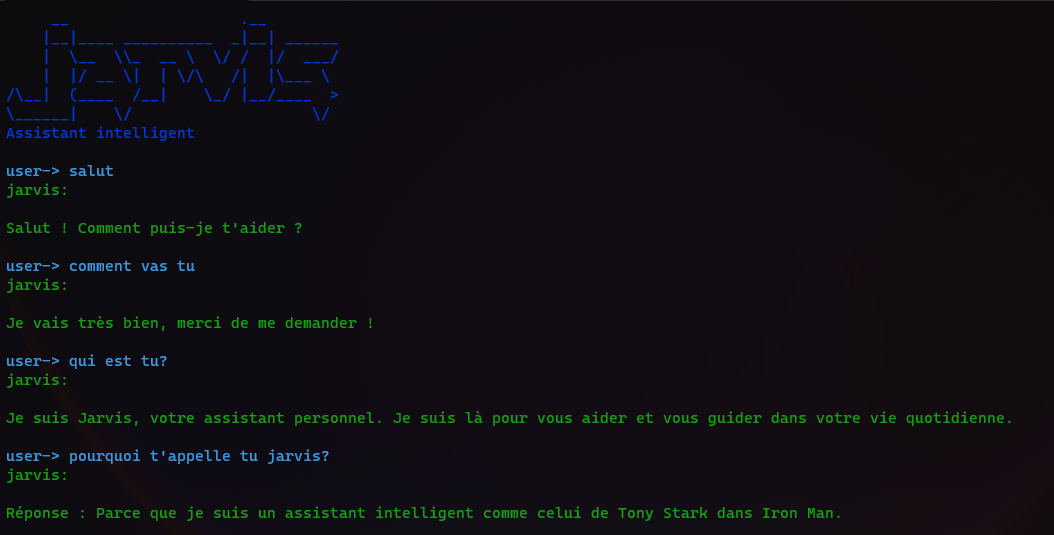 Jarvis
Assistant intelligent
user-> salut
jarvis:
Salut ! Comment puis-je t'aider ?
user-> comment vas tu
jarvis:
Je vais très bien, merci de me demander !
user-> qui est tu?
jarvis:
Je suis Jarvis, votre assistant personnel. Je suis là pour vous aider et vous guider dans votre vie quotidienne.
user-> pourquoi t'appelle tu jarvis?
jarvis:
Réponse : Parce que je suis un assistant intelligent comme celui de Tony Stark dans Iron Man.